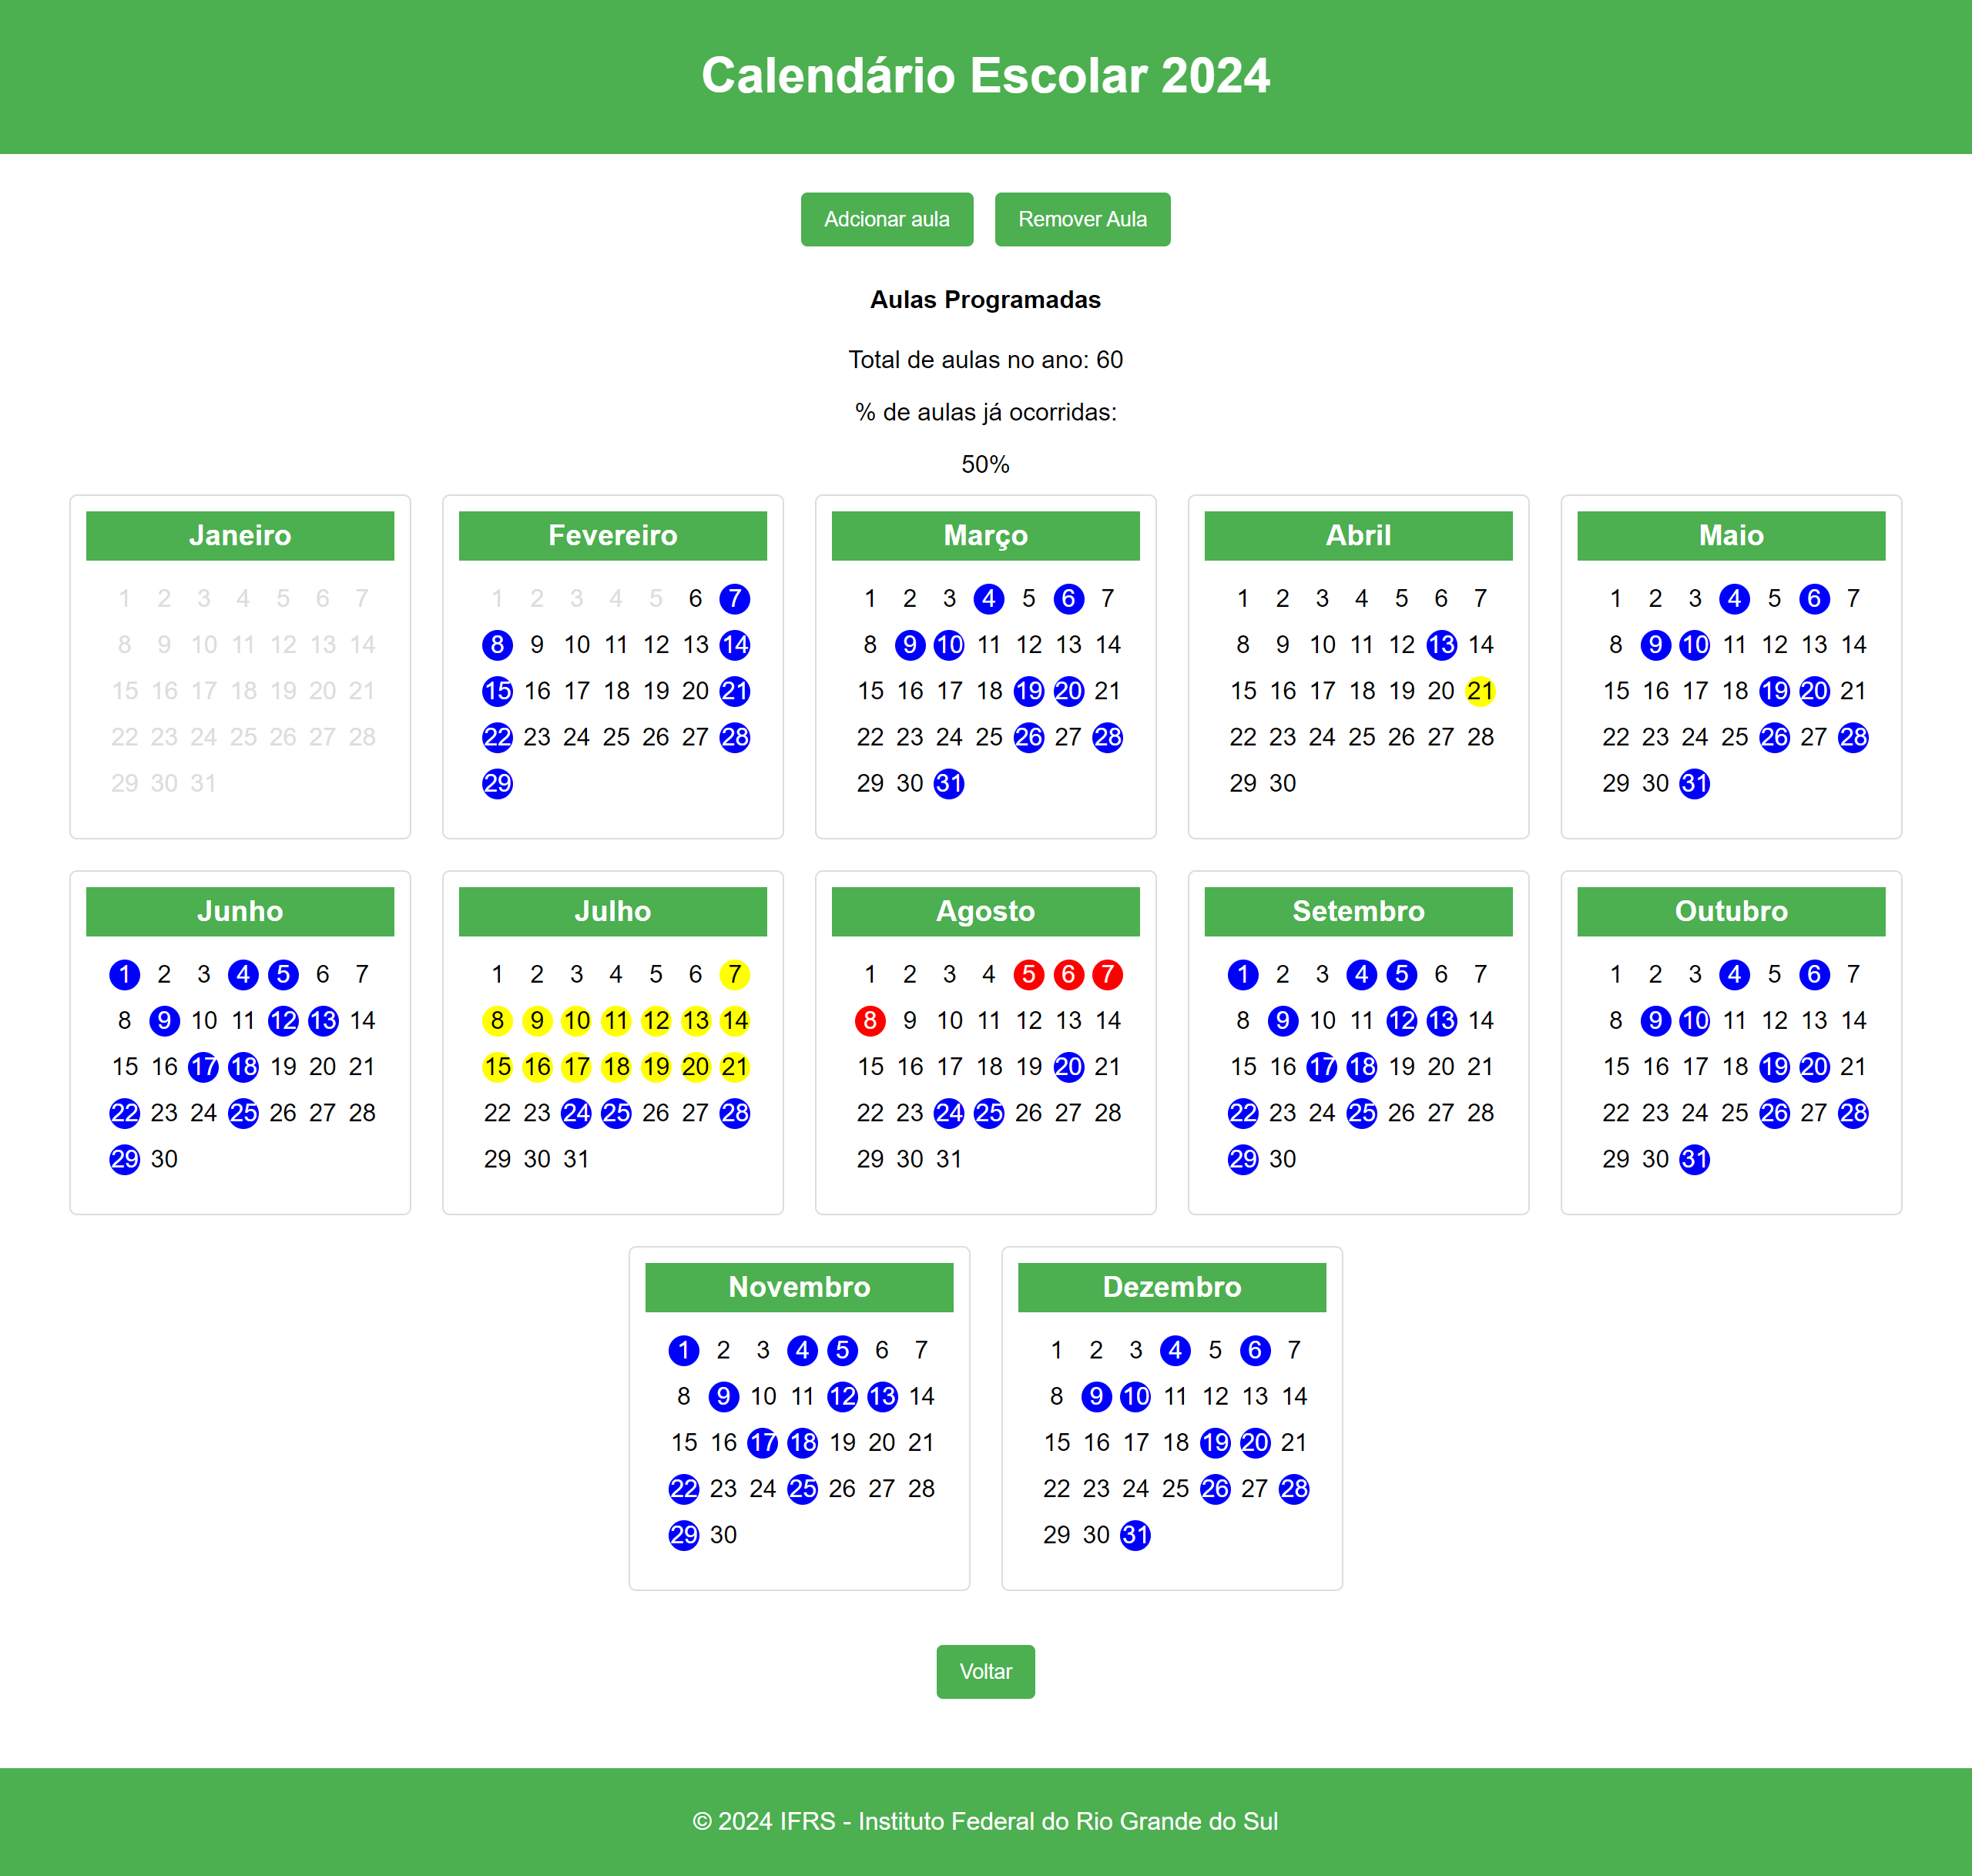 Calendário Escolar 2024
Adcionar aula Remover Aula
Aulas Programadas
Total de aulas no ano: 60
% de aulas já ocorridas:
50%
Janeiro
1 2 3 4 5 6 7
8 9 10 11 12 13 14
15 16 17 18 19 20 21
22 23 24 25 26 27 28
29 30 31
Fevereiro
1 2 3 4 5 6 7
8 9 10 11 12 13 14
15 16 17 18 19 20 21
22 23 24 25 26 27 28
29
Março
1 2 3 4 5 6 7
8 9 10 11 12 13 14
15 16 17 18 19 20 21
22 23 24 25 26 27 28
29 30 31
Abril
1 2 3 4 5 6 7
8 9 10 11 12 13 14
15 16 17 18 19 20 21
22 23 24 25 26 27 28
29 30
Maio
1 2 3 4 5 6 7
8 9 10 11 12 13 14
15 16 17 18 19 20 21
22 23 24 25 26 27 28
29 30 31
Junho
1 2 3 4 5 6 7
8 9 10 11 12 13 14
15 16 17 18 19 20 21
22 23 24 25 26 27 28
29 30
Julho
1 2 3 4 5 6 7
8 9 10 11 12 13 14
15 16 17 18 19 20 21
22 23 24 25 26 27 28
29 30 31
Agosto
1 2 3 4 5 6 7
8 9 10 11 12 13 14
15 16 17 18 19 20 21
22 23 24 25 26 27 28
29 30 31
Setembro
1 2 3 4 5 6 7
8 9 10 11 12 13 14
15 16 17 18 19 20 21
22 23 24 25 26 27 28
29 30
Outubro
1 2 3 4 5 6 7
8 9 10 11 12 13 14
15 16 17 18 19 20 21
22 23 24 25 26 27 28
29 30 31
Novembro
1 2 3 4 5 6 7
8 9 10 11 12 13 14
15 16 17 18 19 20 21
22 23 24 25 26 27 28
29 30
Dezembro
1 2 3 4 5 6 7
8 9 10 11 12 13 14
15 16 17 18 19 20 21
22 23 24 25 26 27 28
29 30 31
Voltar
© 2024 IFRS - Instituto Federal do Rio Grande do Sul